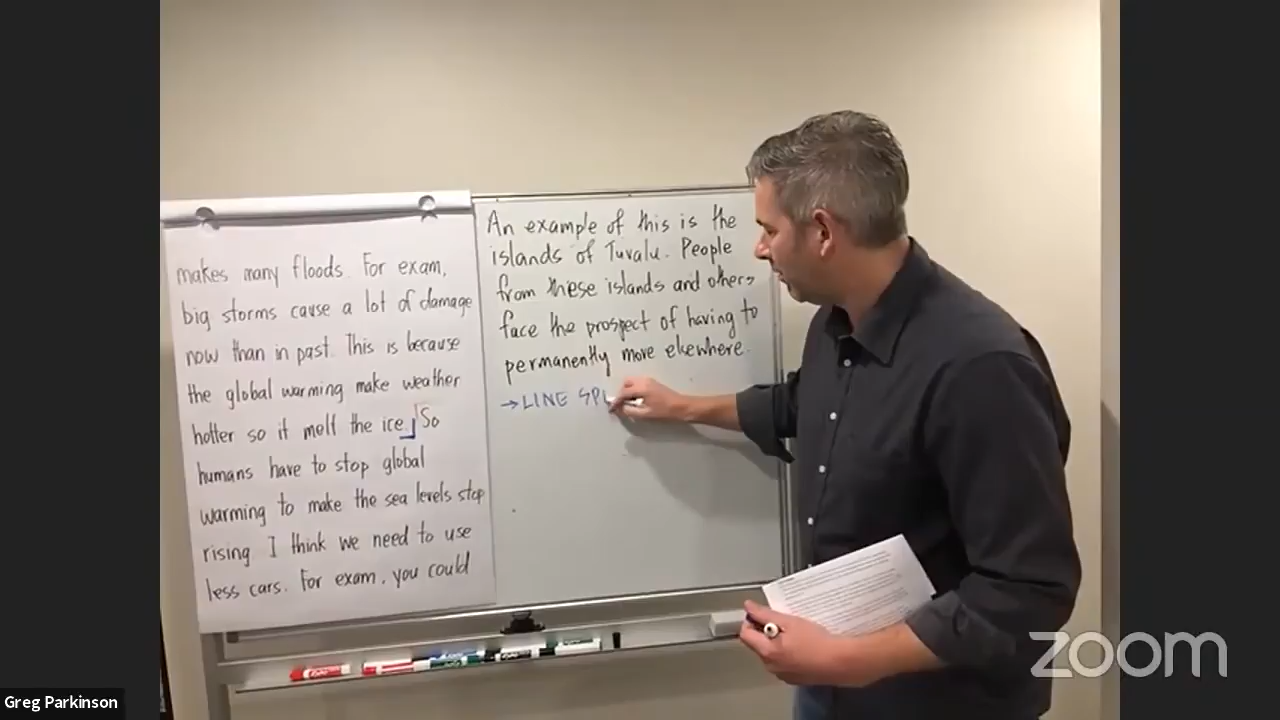 makes many floods. For exam,
big storms cause a lot of damage
now than in past. This is because
the global warming make weather
hotter so it melt the ice. So
humans have to stop global
warming to make the sea levels stop
rising. I think we need to use
less cars. For exam, you could
An example of this is the
islands of Tuvalu. People
from these islands and others
face the prospect of having to
permanently move elsewhere.
→LINE SPL
zoom
Greg Parkinson